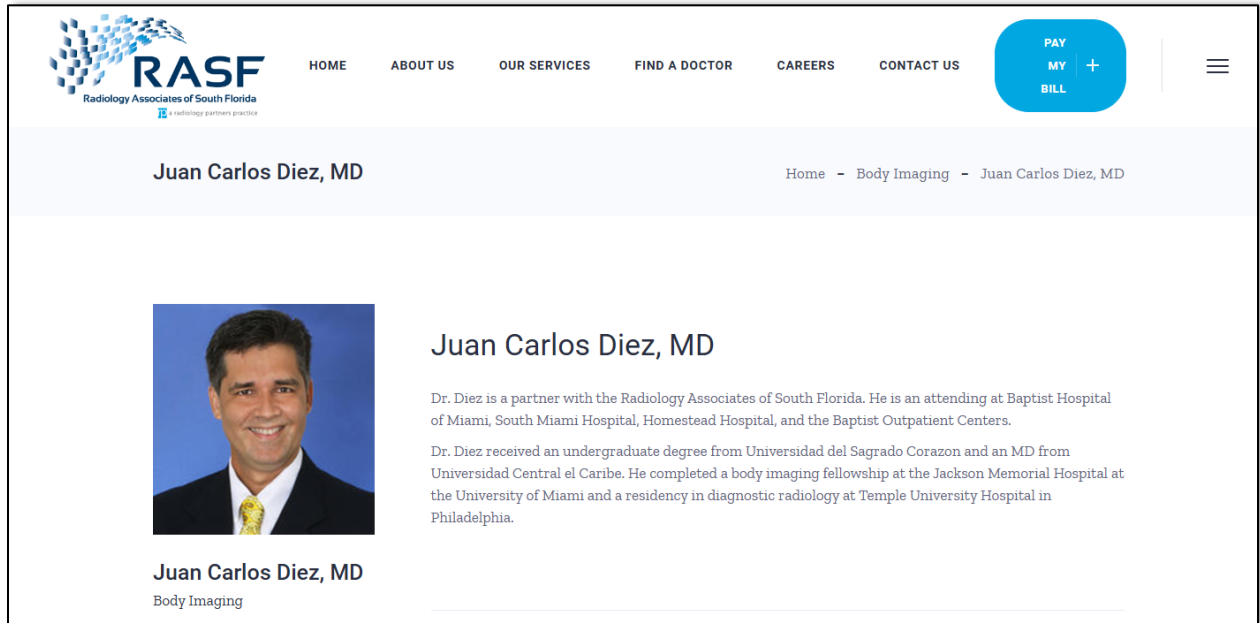 RASF
Radiology Associates of South Florida
a radiology partners practice
HOME
ABOUT US
OUR SERVICES
FIND A DOCTOR
CAREERS
CONTACT US
PAY
MY
BILL
+
Juan Carlos Diez, MD
Home – Body Imaging – Juan Carlos Diez, MD
Juan Carlos Diez, MD
Dr. Diez is a partner with the Radiology Associates of South Florida. He is an attending at Baptist Hospital
of Miami, South Miami Hospital, Homestead Hospital, and the Baptist Outpatient Centers.
Dr. Diez received an undergraduate degree from Universidad del Sagrado Corazon and an MD from
Universidad Central el Caribe. He completed a body imaging fellowship at the Jackson Memorial Hospital at
the University of Miami and a residency in diagnostic radiology at Temple University Hospital in
Philadelphia.
Juan Carlos Diez, MD
Body Imaging